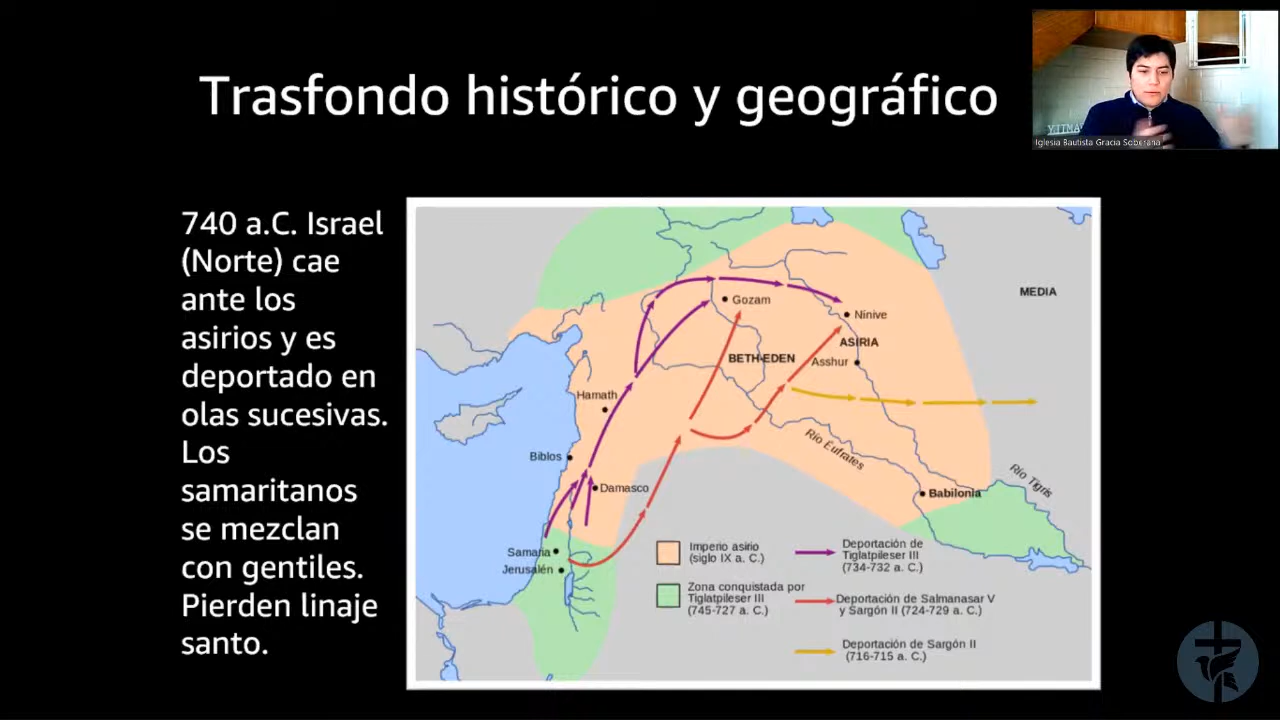 Trasfondo histórico y geográfico
Iglesia Bautista Gracia Soberana
740 a.C. Israel
(Norte) cae
ante los
asirios y es
deportado en
olas sucesivas.
Los
samaritanos
se mezclan
con gentiles.
Pierden linaje
santo.
MEDIA
Gozam
Nínive
ASIRIA
BETH-EDEN
Asshur
Hamath
Biblos
Río Éufrates
Río Tigris
Damasco
Babilonia
Samaria
Jerusalén
Imperio asirio
(siglo IX a. C.)
Zona conquistada por
Tiglatpileser III
(745-727 a. C.)
Deportación de
Tiglatpileser III
(734-732 a. C.)
Deportación de Salmanasar V
y Sargón II (724-729 a. C.)
Deportación de Sargón II
(716-715 a. C.)